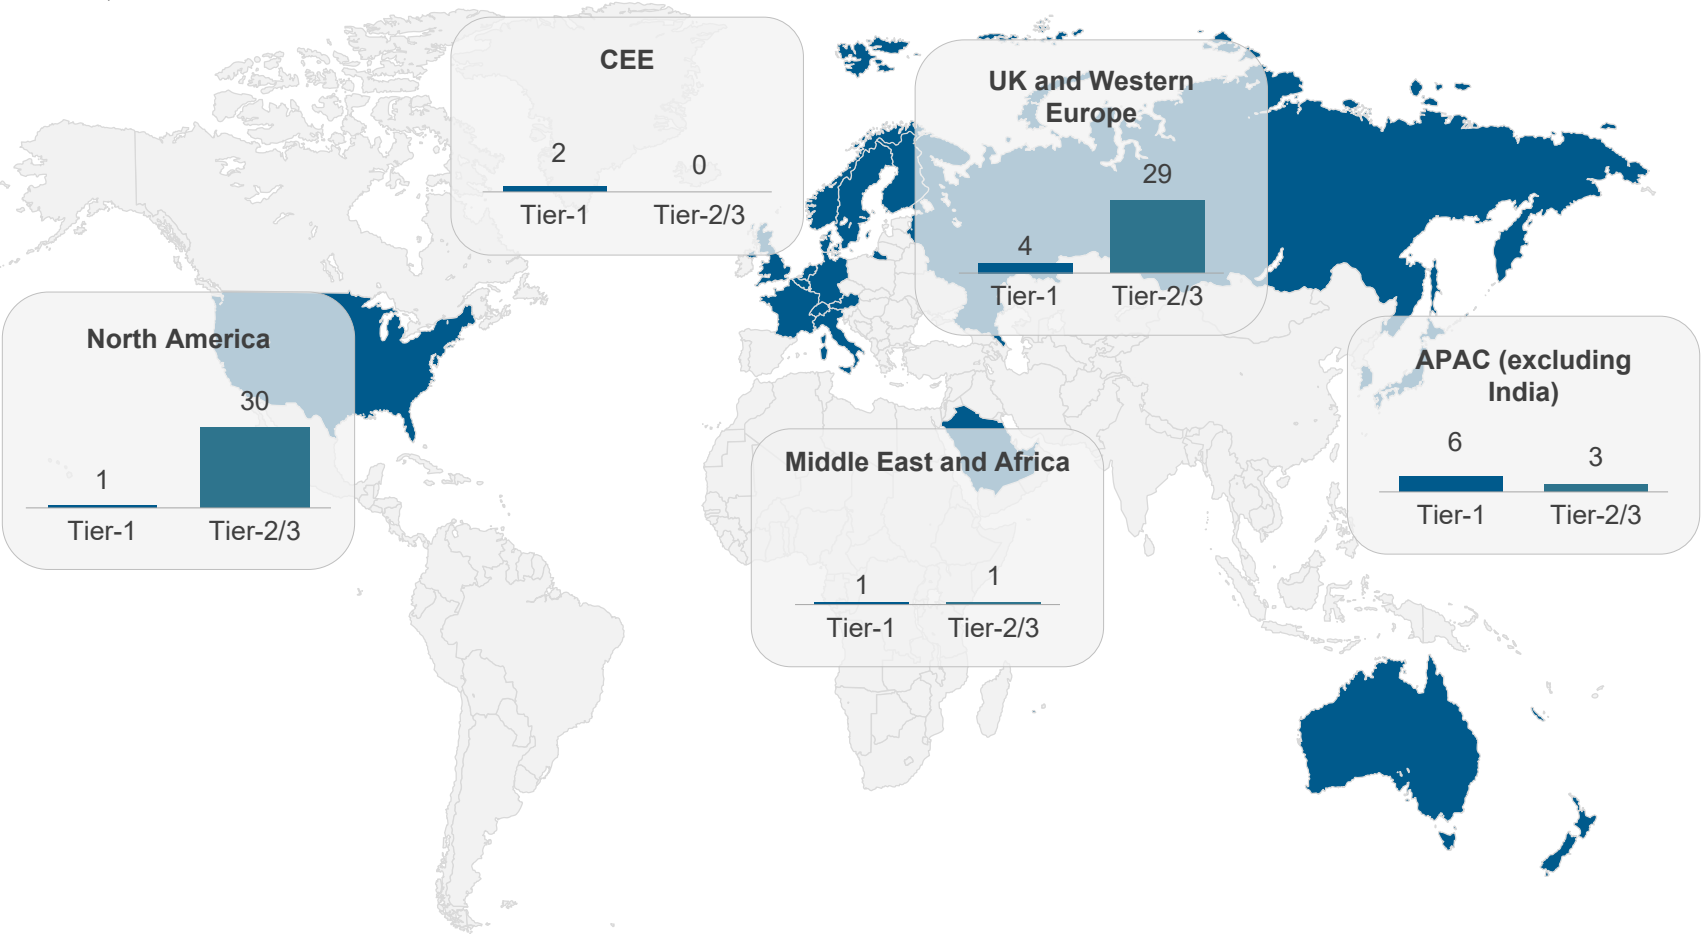 CEE
2
0
Tier-1
Tier-2/3
UK and Western
Europe
4
29
Tier-1
Tier-2/3
North America
1
30
Tier-1
Tier-2/3
Middle East and Africa
1
1
Tier-1
Tier-2/3
APAC (excluding
India)
6
3
Tier-1
Tier-2/3